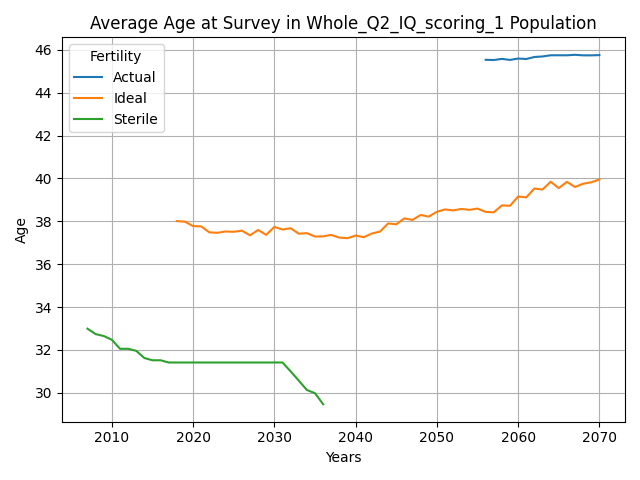 Average Age at Survey in Whole_Q2_IQ_scoring_1 Population
Fertility
Actual
Ideal
Sterile
Age
46
44
42
40
38
36
34
32
30
2010 2020 2030 2040 2050 2060 2070
Years